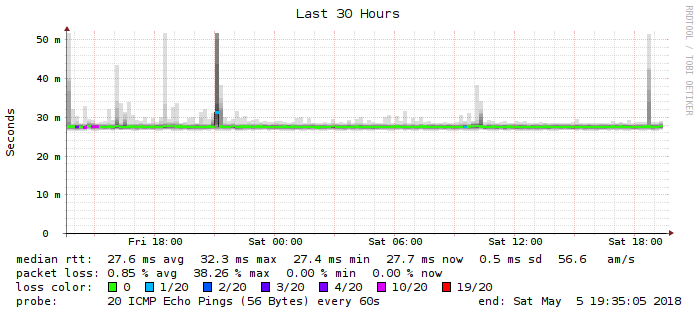 Last 30 Hours
RRDTOOL / TOBI OETIKER
Seconds
50 m
40 m
30 m
20 m
10 m
0
Fri 18:00 Sat 00:00 Sat 06:00 Sat 12:00 Sat 18:00
median rtt: 27.6 ms avg 32.3 ms max 27.4 ms min 27.7 ms now 0.5 ms sd 56.6 am/s
packet loss: 0.85 % avg 38.26 % max 0.00 % min 0.00 % now
loss color: 0 1/20 2/20 3/20 4/20 10/20 19/20
probe: 20 ICMP Echo Pings (56 Bytes) every 60s end: Sat May 5 19:35:05 2018